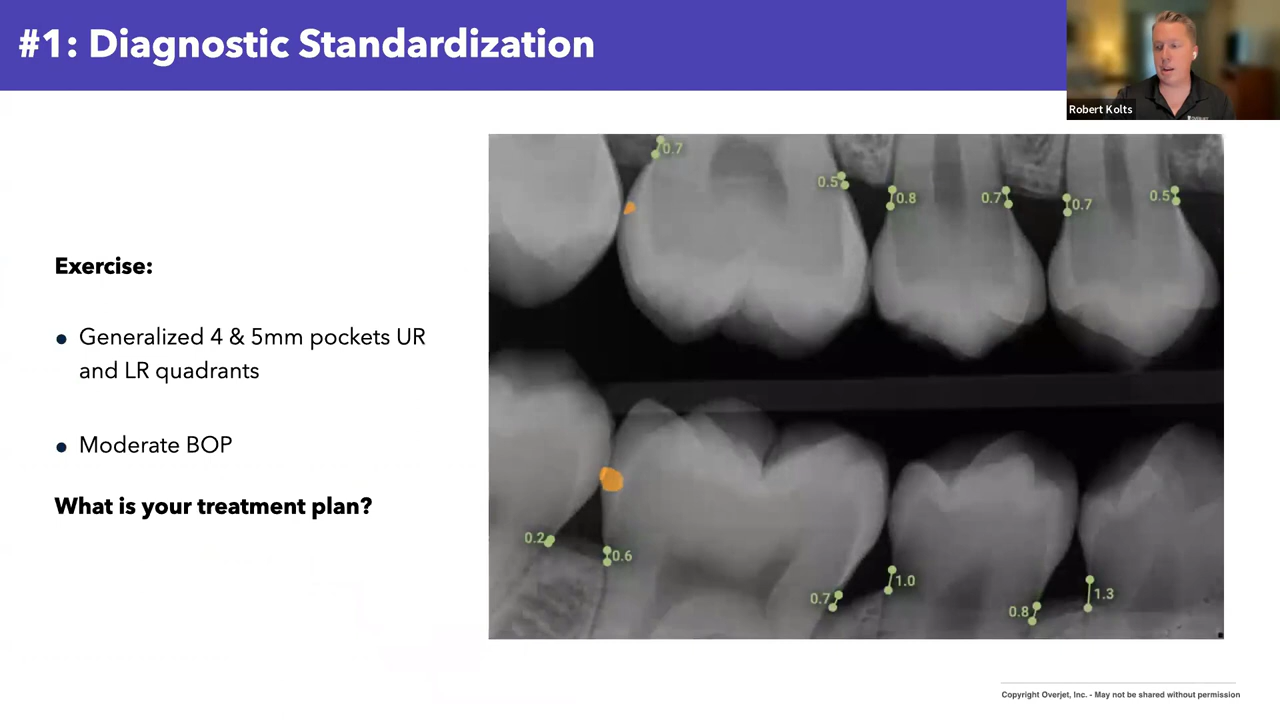 #1: Diagnostic Standardization
Robert Kolts
Exercise:
• Generalized 4 & 5mm pockets UR
and LR quadrants
• Moderate BOP
What is your treatment plan?
0.7
0.5
0.8
0.7
0.7
0.5
0.2
0.6
0.7
1.0
0.8
1.3
Copyright Overjet, Inc. - May not be shared without permission